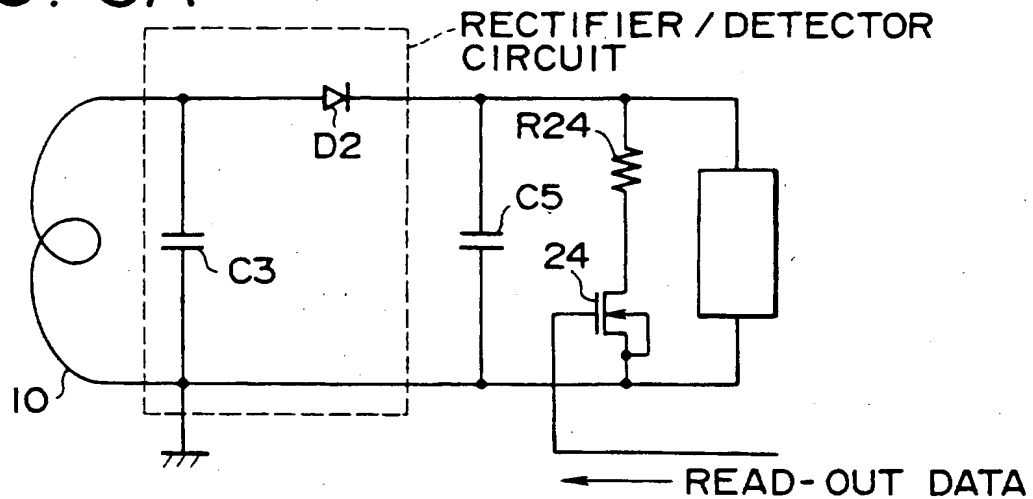 RECTIFIER / DETECTOR
CIRCUIT
D2
R24
C5
C3
24
10
READ-OUT DATA